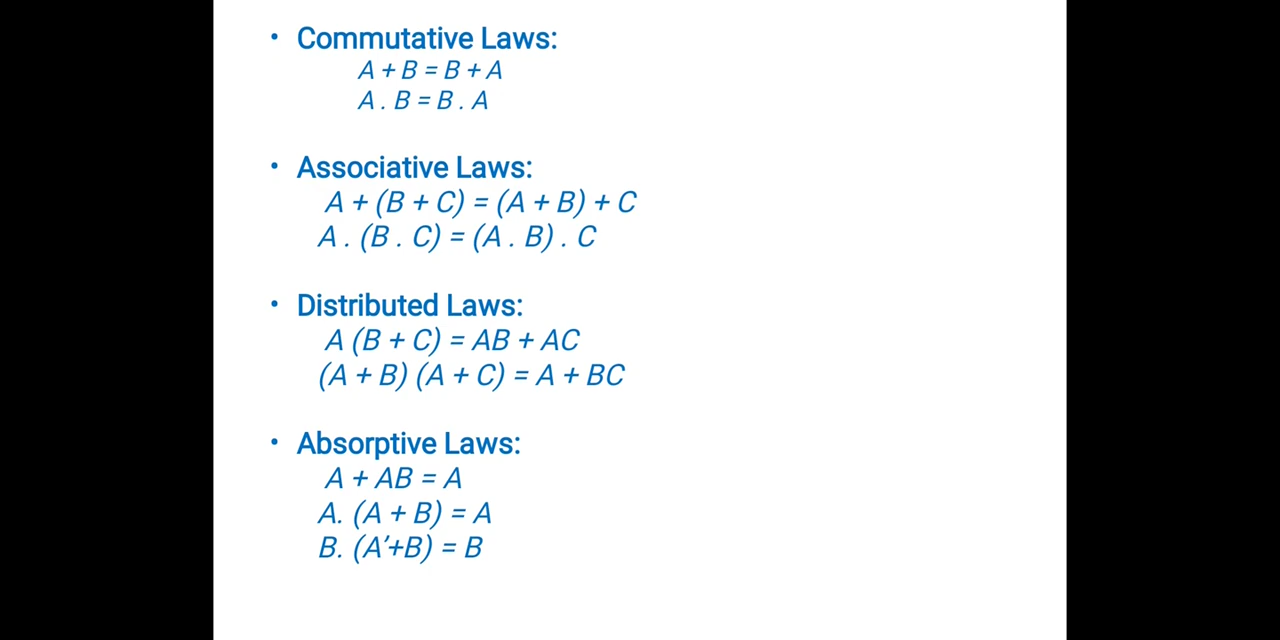 • Commutative Laws:
A + B = B + A
A . B = B . A
• Associative Laws:
A + (B + C) = (A + B) + C
A . (B . C) = (A . B) . C
• Distributed Laws:
A (B + C) = AB + AC
(A + B) (A + C) = A + BC
• Absorptive Laws:
A + AB = A
A. (A + B) = A
B. (A’+B) = B